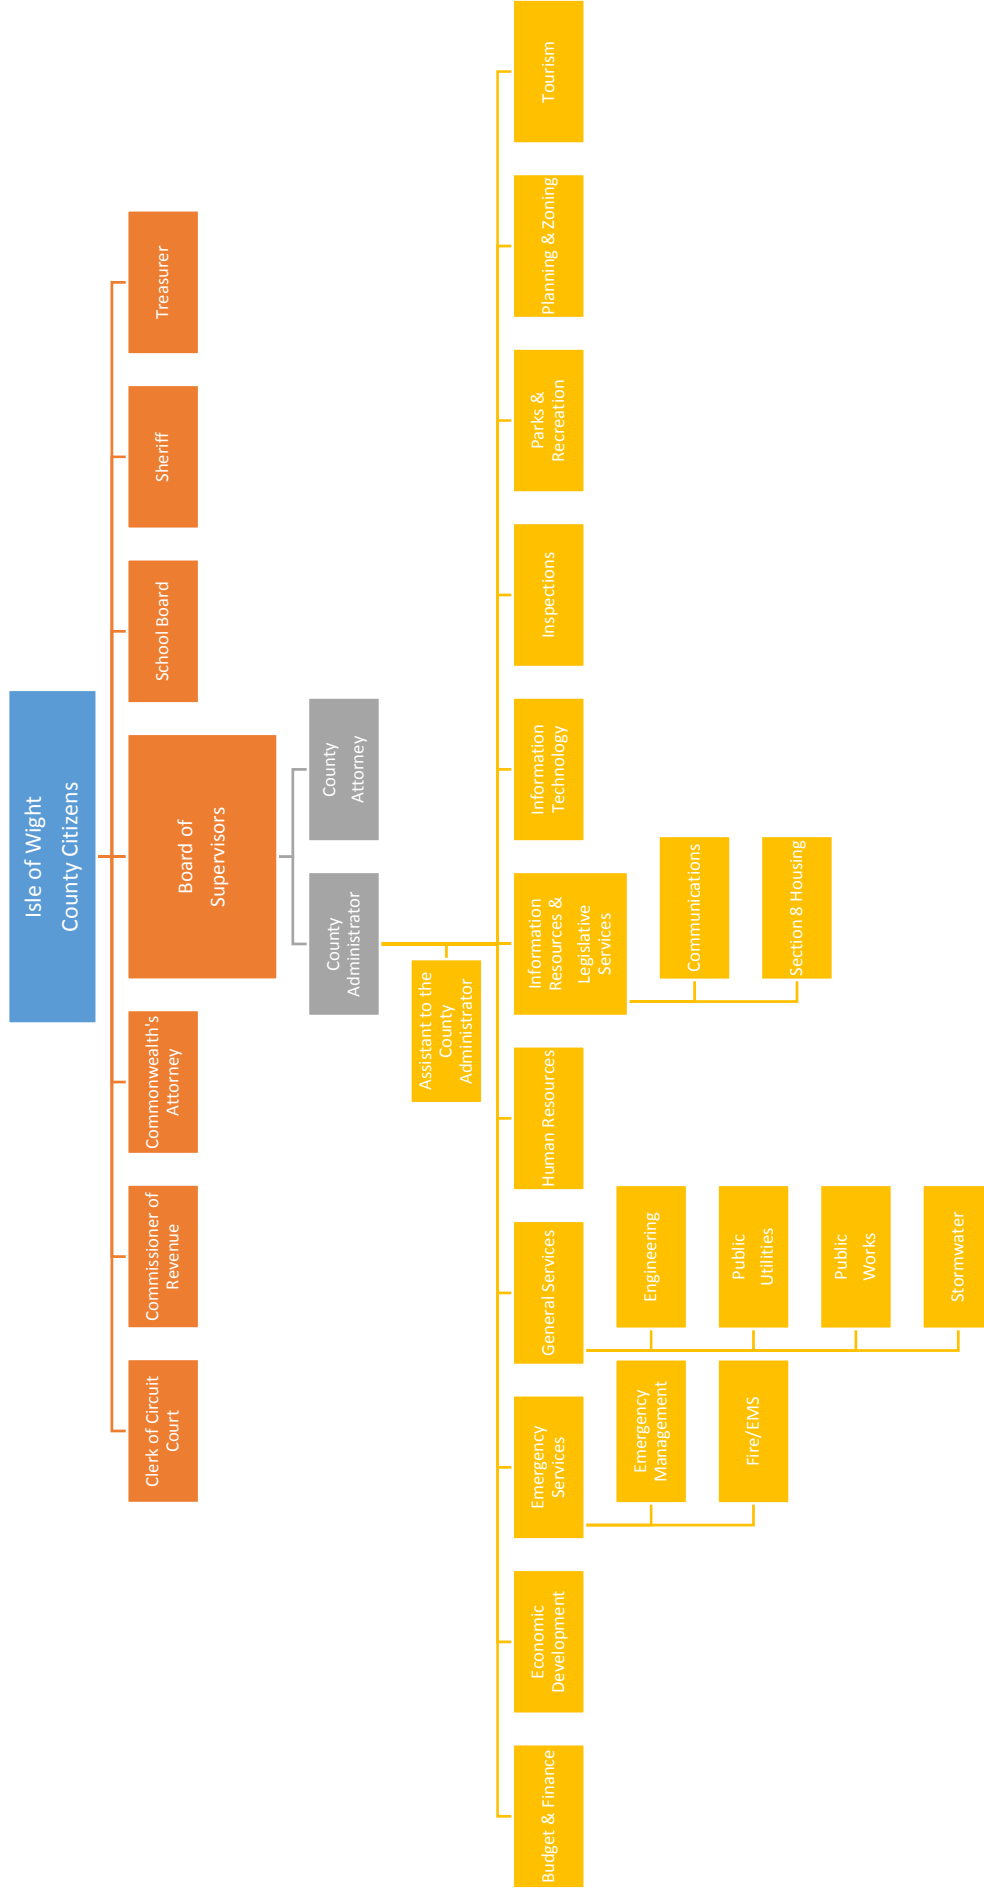 Isle of Wight
County Citizens
Clerk of Circuit
Court
Commissioner of
Revenue
Commonwealth's
Attorney
Board of
Supervisors
School Board
Sheriff
Treasurer
County
Administrator
County
Attorney
Assistant to the
County
Administrator
Budget & Finance
Economic
Development
Emergency
Services
Emergency
Management
Fire/EMS
General Services
Engineering
Public
Utilities
Public
Works
Stormwater
Human Resources
Information
Resources &
Legislative
Services
Communications
Section 8 Housing
Information
Technology
Inspections
Parks &
Recreation
Planning & Zoning
Tourism